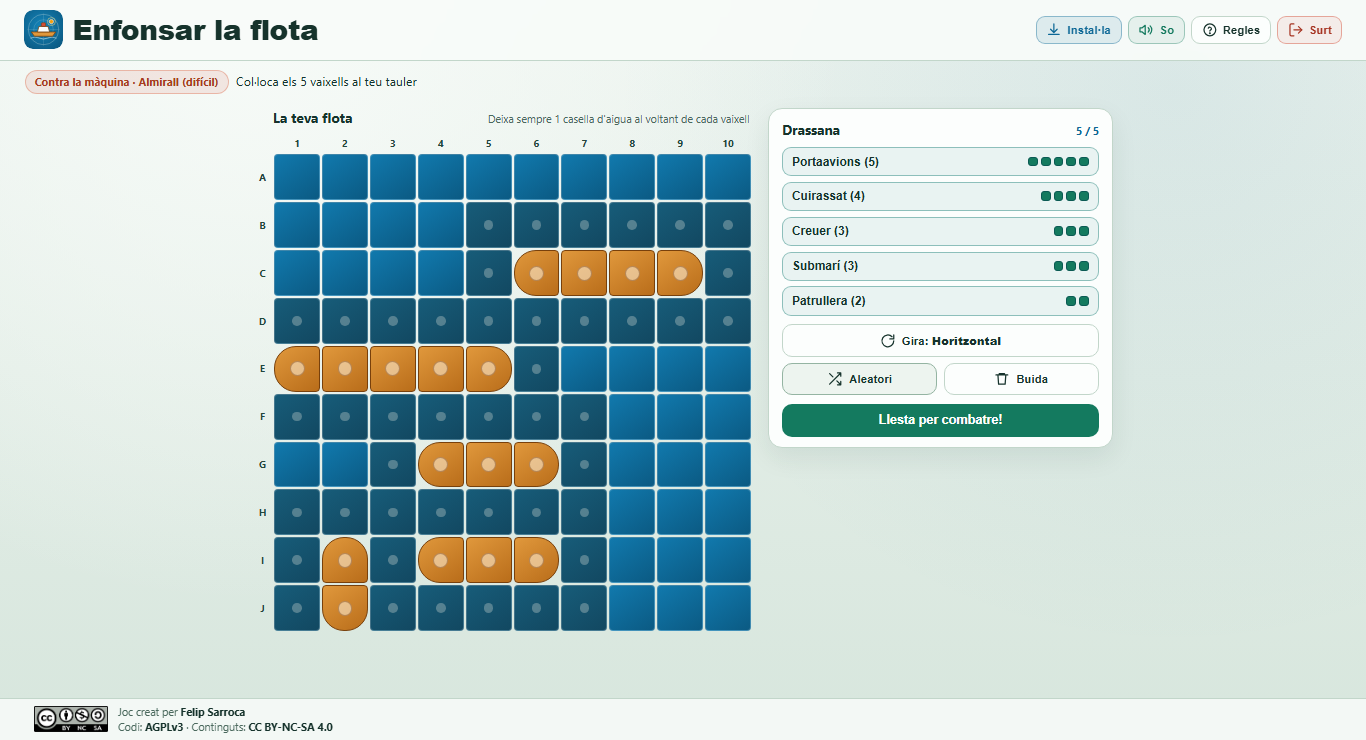 Enfonsar la flota
Instal·la
So
Regles
Surt
Contra la màquina · Almirall (difícil)
Col·loca els 5 vaixells al teu tauler
La teva flota
Deixa sempre 1 casella d'aigua al voltant de cada vaixell
1 2 3 4 5 6 7 8 9 10
A
B
C
D
E
F
G
H
I
J
Drassana
5 / 5
Portaavions (5)
Cuirassat (4)
Creuer (3)
Submarí (3)
Patrullera (2)
Gira: Horitzontal
Aleatori
Buida
Llesta per combatre!
cc BY NC SA
Joc creat per Felip Sarroca
Codi: AGPLv3 · Continguts: CC BY-NC-SA 4.0